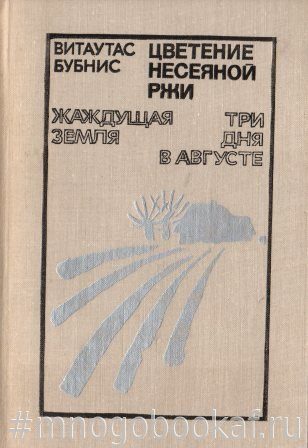 ВИТАУТАС
БУБНИС
ЦВЕТЕНИЕ
НЕСЕЯНОЙ
РЖИ
ЖАЖДУЩАЯ
ЗЕМЛЯ
ТРИ
ДНЯ
В АВГУСТЕ
#mnogobookaf.ru